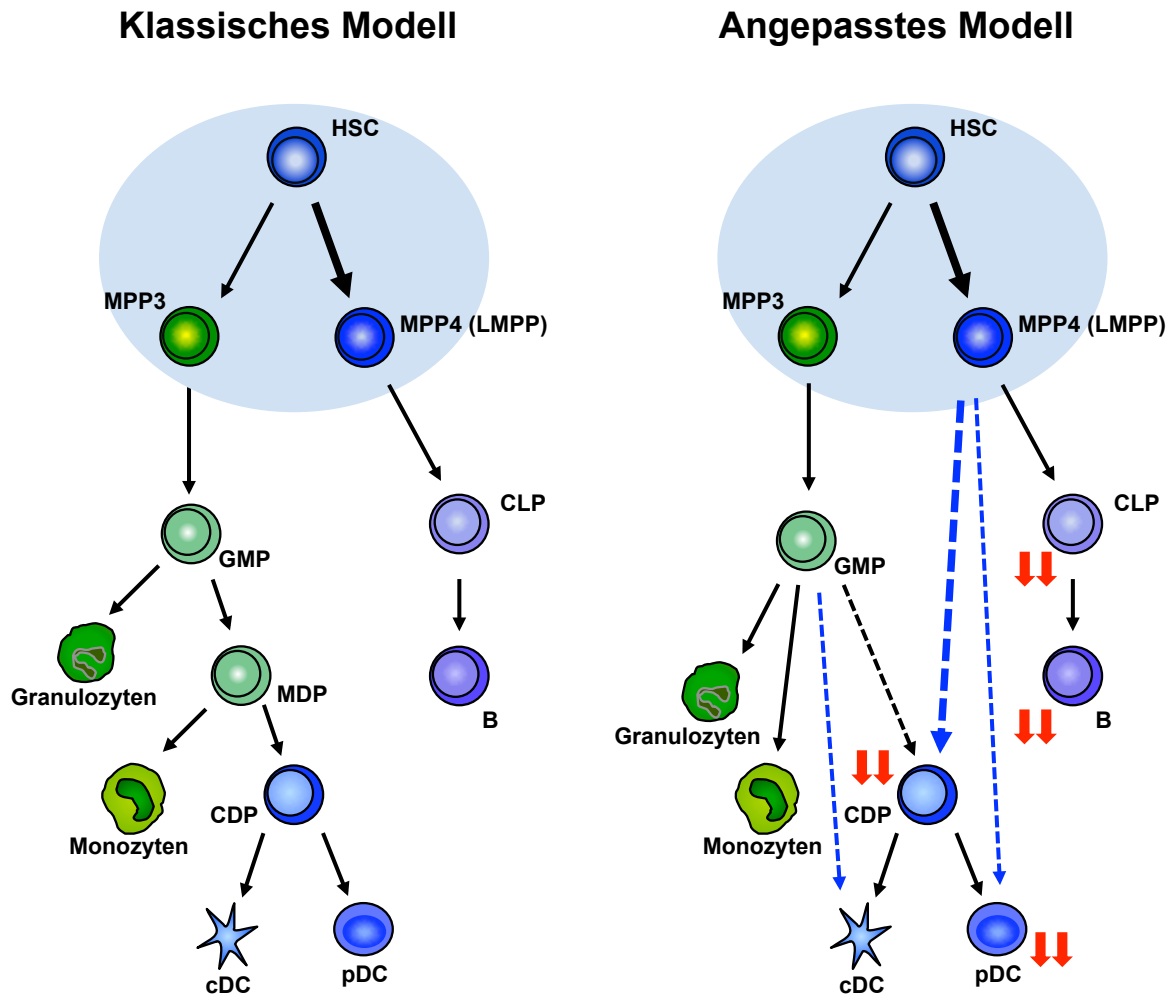 Klassisches Modell
HSC
MPP3
MPP4 (LMPP)
CLP
GMP
Granulozyten
MDP
B
Monozyten
CDP
cDC
pDC
Angepasstes Modell
HSC
MPP3
MPP4 (LMPP)
CLP
GMP
Granulozyten
B
Monozyten
CDP
cDC
pDC